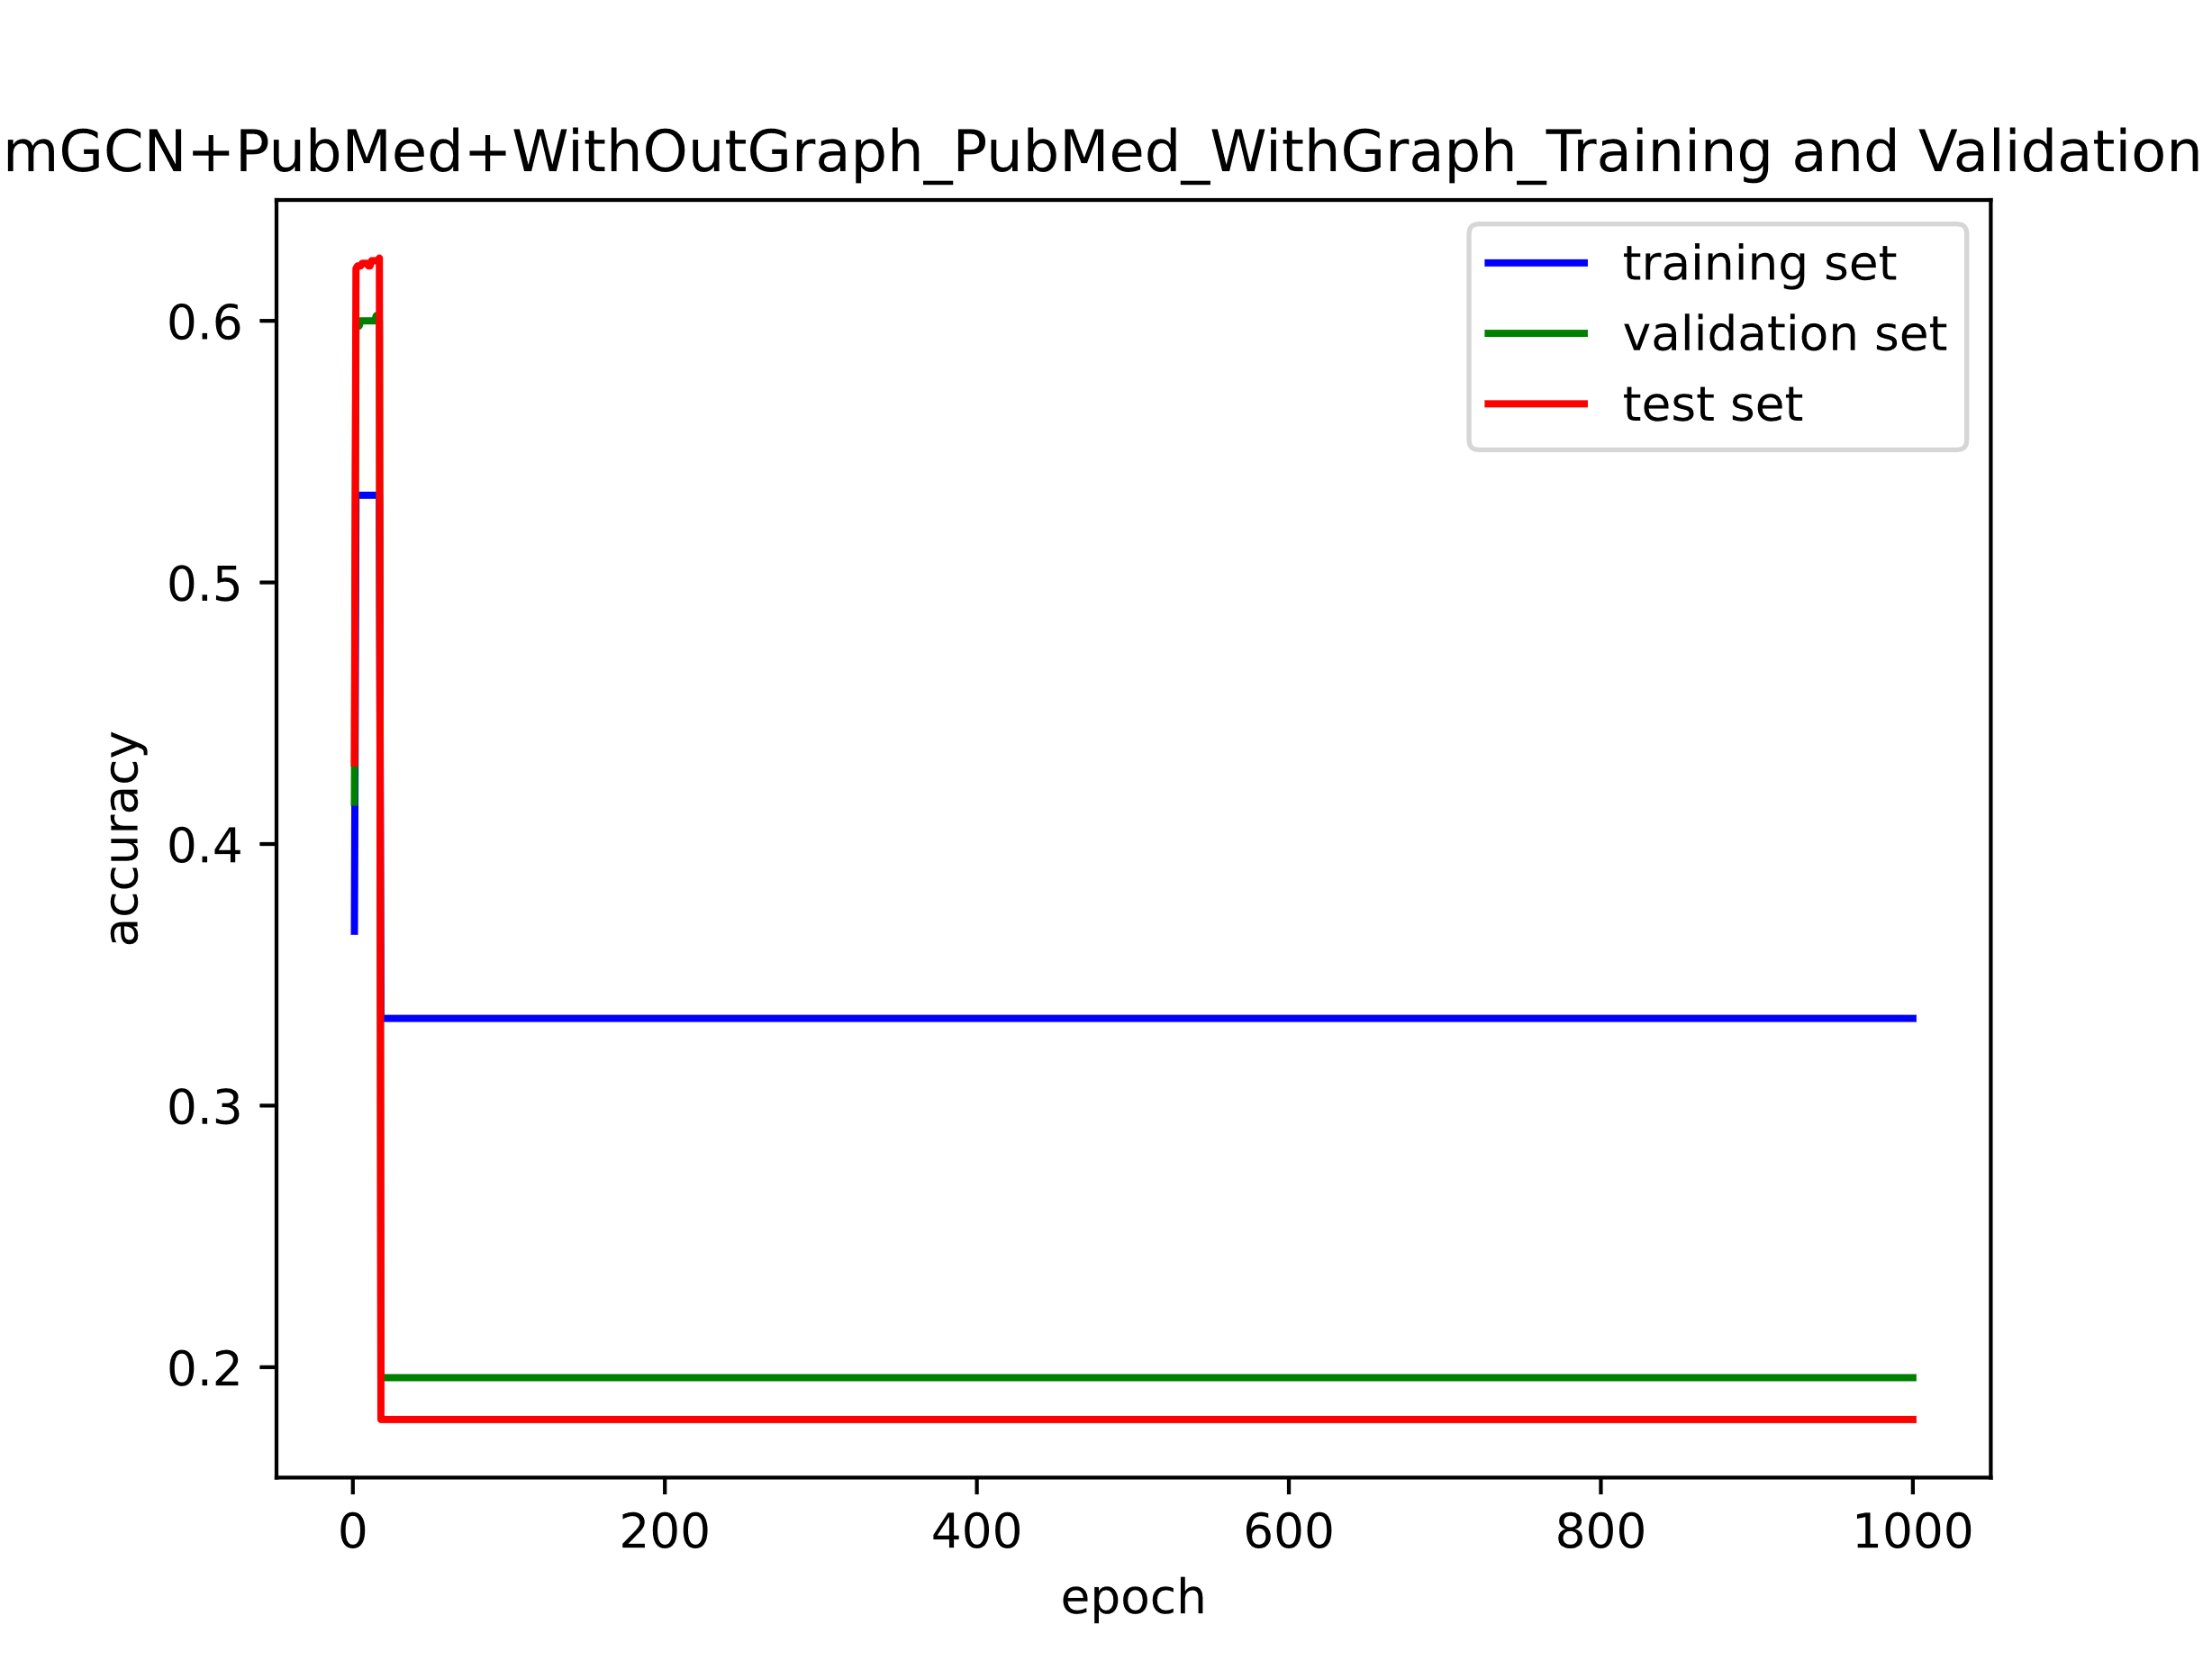 mGCN+PubMed+WithOutGraph_PubMed_WithGraph_Training and Validation
training set
validation set
test set
0.6
0.5
0.4
0.3
0.2
accuracy
0 200 400 600 800 1000
epoch